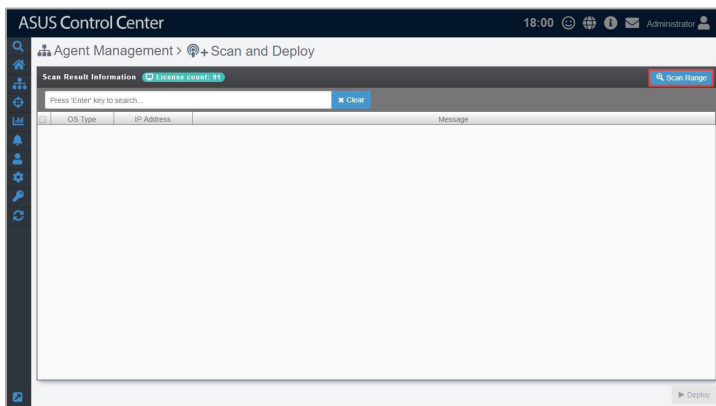 ASUS Control Center
18:00
Administrator
Agent Management > Scan and Deploy
Scan Result Information License count: 91 Scan Range
Press 'Enter' key to search... Clear
OS Type IP Address Message
Deploy